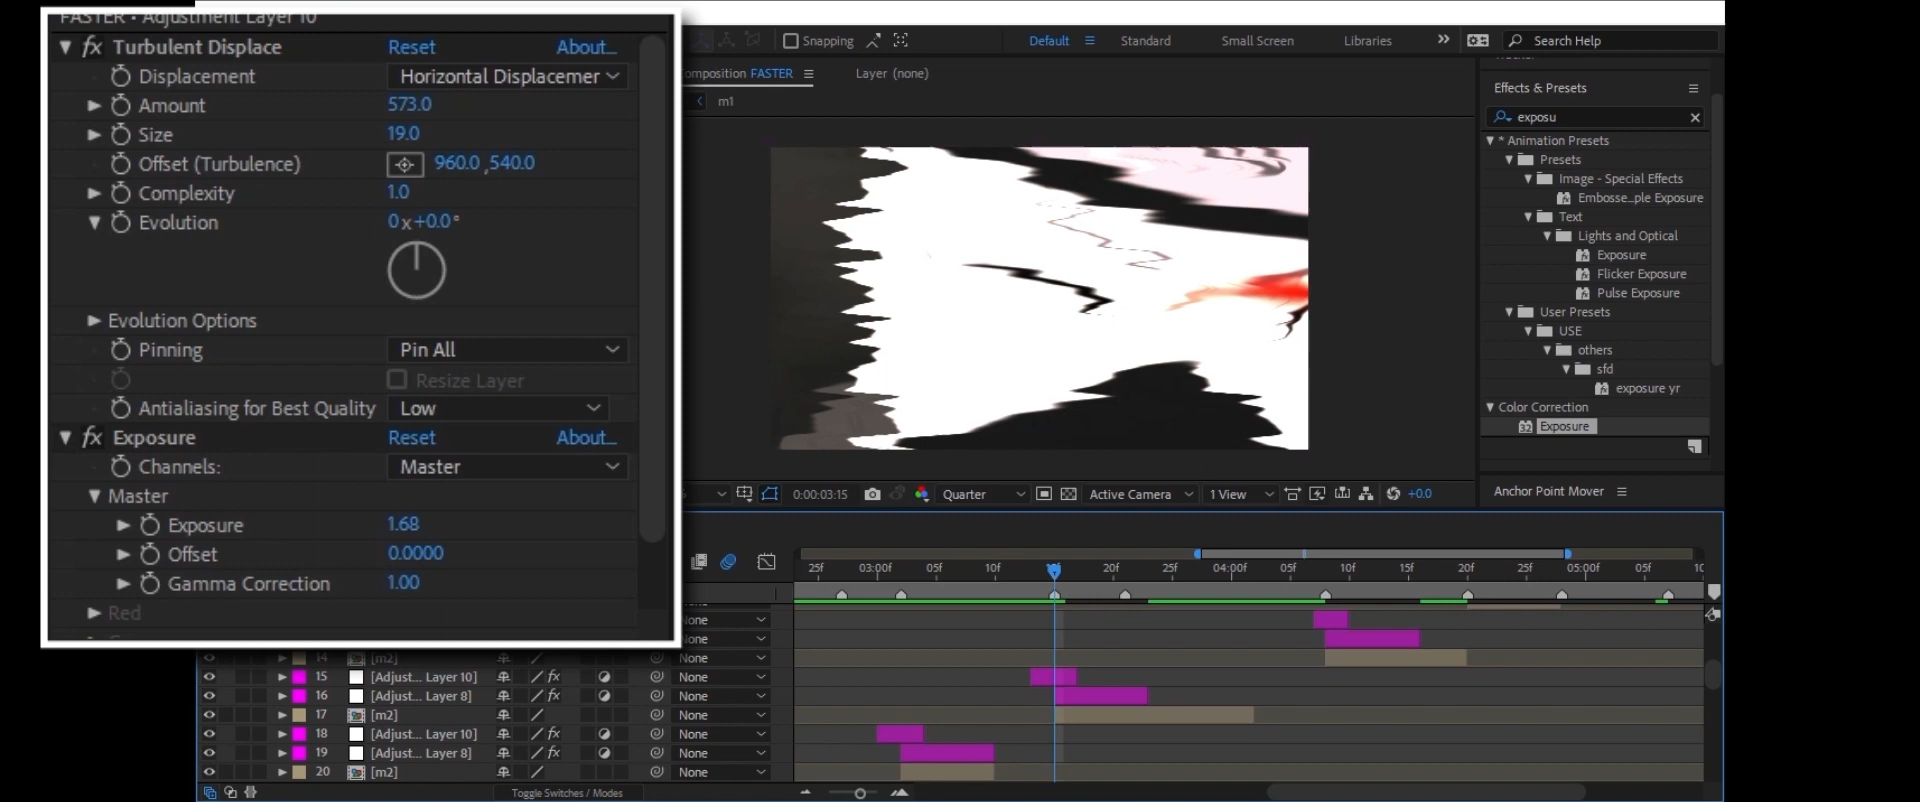 FASTER • Adjustment Layer 10
fx Turbulent Displace Reset About...
Displacement Horizontal Displacemer
Amount 573.0
Size 19.0
Offset (Turbulence) 960.0 ,540.0
Complexity 1.0
Evolution 0 x+0.0°
Evolution Options
Pinning Pin All
Resize Layer
Antialiasing for Best Quality Low
fx Exposure Reset About...
Channels: Master
Master
Exposure 1.68
Offset 0.0000
Gamma Correction 1.00
Red
Snapping Default Standard Small Screen Libraries Search Help
omposition FASTER Layer (none)
m1
Effects & Presets
exposu
* Animation Presets
Presets
Image - Special Effects
Embosse...ple Exposure
Text
Lights and Optical
Exposure
Flicker Exposure
Pulse Exposure
User Presets
USE
others
sfd
exposure yr
Color Correction
32 Exposure
Anchor Point Mover
0:00:03:15 Quarter Active Camera 1 View +0.0
25f 03:00f 05f 10f 20f 25f 04:00f 05f 10f 15f 20f 05:00f 05f 10
None
None
14 [m2] None
15 [Adjust... Layer 10] fx None
16 [Adjust... Layer 8] fx None
17 [m2] None
18 [Adjust... Layer 10] fx None
19 [Adjust... Layer 8] fx None
20 [m2] None
Toggle Switches / Modes